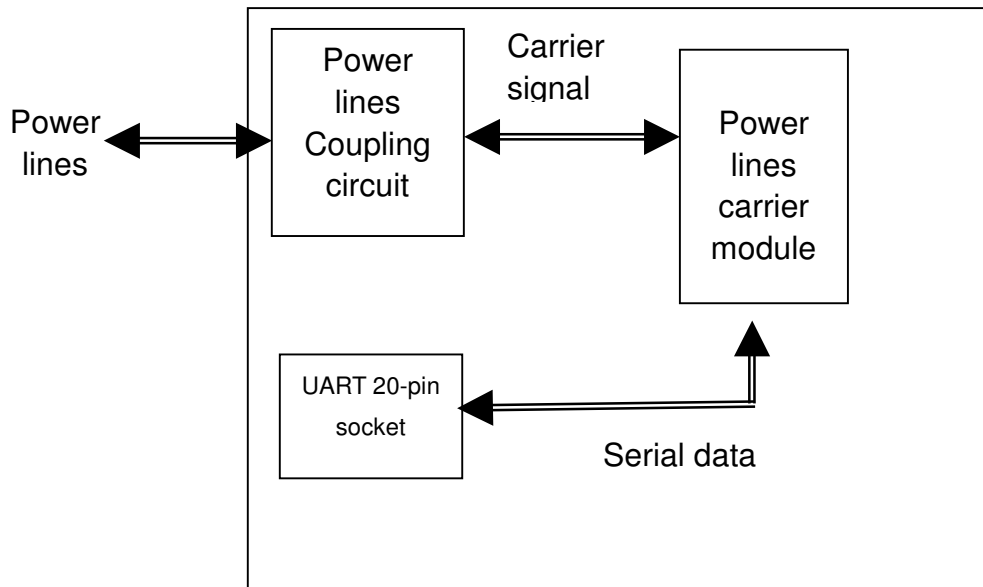 Power
lines
Power
lines
Coupling
circuit
Carrier
signal
Power
lines
carrier
module
UART 20-pin
socket
Serial data